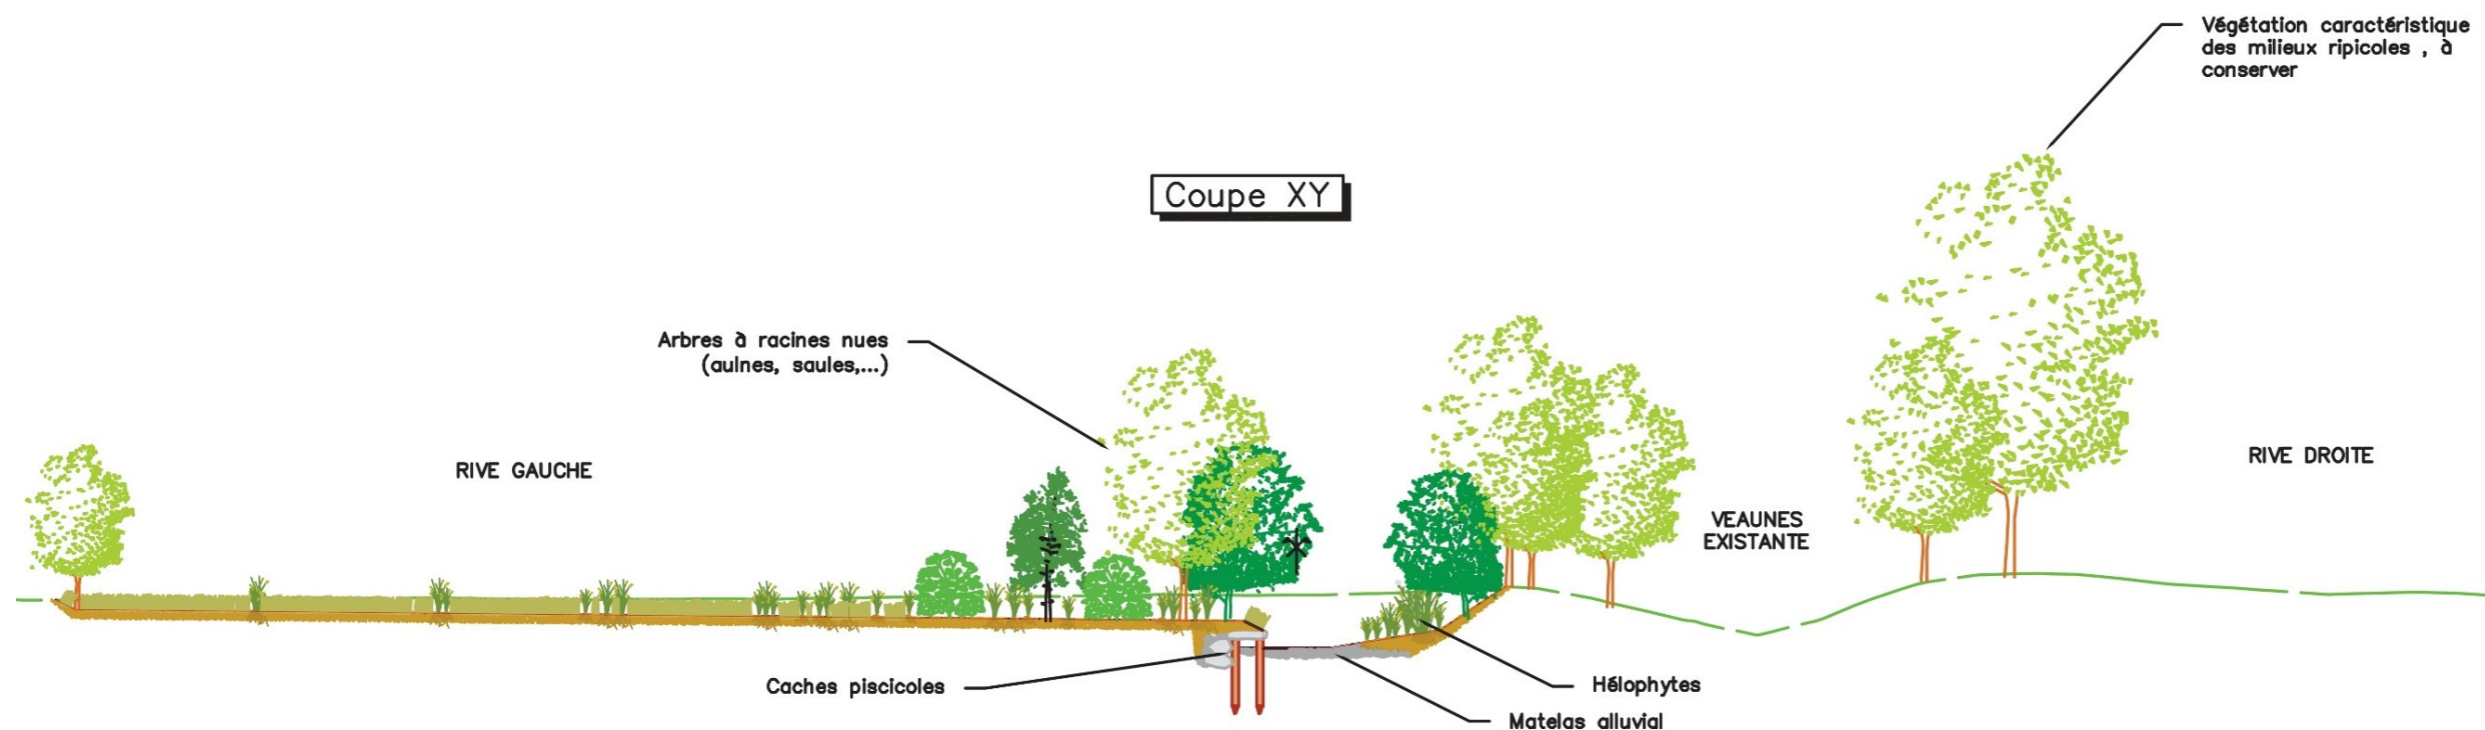 Végétation caractéristique
des milieux ripicoles , à
conserver
Coupe XY
Arbres à racines nues
(aulnes, saules,...)
RIVE GAUCHE
RIVE DROITE
VEAUNES
EXISTANTE
Caches piscicoles
Hélophytes
Matelas alluvial